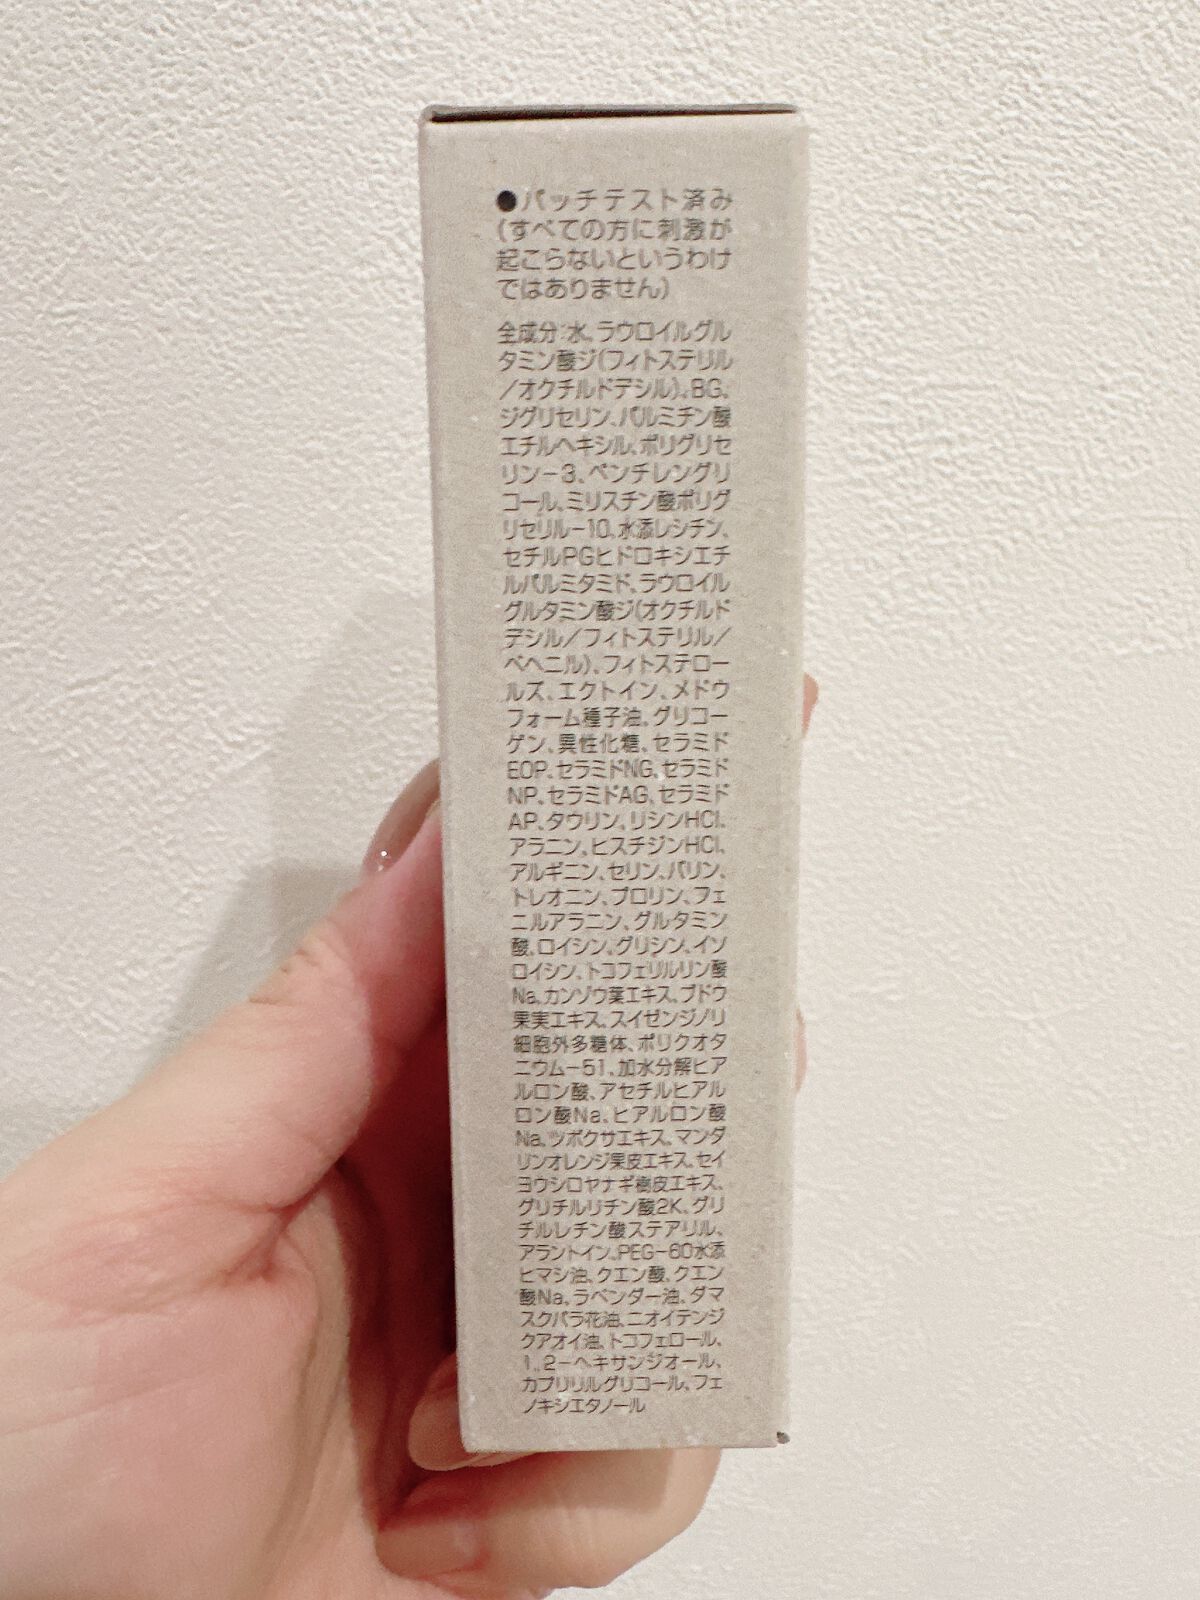 ●パッチテスト済み
(すべての方に刺激が
起こらないというわけ
ではありません)
全成分:水、ラウロイルグル
タミン酸ジ(フィトステリル
/オクチルドデシル)、BG、
ジグリセリン、パルミチン酸
エチルヘキシル、ポリグリセ
リン-3、ペンチレングリ
コール、ミリスチン酸ポリグ
リセリル-10、水添レシチン、
セチルPGヒドロキシエチ
ルパルミタミド、ラウロイル
グルタミン酸ジ(オクチルド
デシル/フィトステリル/
ベヘニル)、フィトステロー
ルズ、エクトイン、メドウ
フォーム種子油、グリコー
ゲン、異性化糖、セラミド
EOP、セラミドNG、セラミド
NP、セラミドAG、セラミド
AP、タウリン、リシンHCl、
アラニン、ヒスチジンHCl、
アルギニン、セリン、バリン、
トレオニン、プロリン、フェ
ニルアラニン、グルタミン
酸、ロイシン、グリシン、イソ
ロイシン、トコフェリルリン酸
Na、カンゾウ葉エキス、ブドウ
果実エキス、スイゼンジノリ
細胞外多糖体、ポリクオタ
ニウム-51、加水分解ヒア
ルロン酸、アセチルヒアル
ロン酸Na、ヒアルロン酸
Na、ツボクサエキス、マンダ
リンオレンジ果皮エキス、セイ
ヨウシロヤナギ樹皮エキス、
グリチルリチン酸2K、グリ
チルレチン酸ステアリル、
アラントイン、PEG-60水添
ヒマシ油、クエン酸、クエン
酸Na、ラベンダー油、ダマ
スクバラ花油、ニオイテンジ
クアオイ油、トコフェロール、
1,2-ヘキサンジオール、
カプリリルグリコール、フェ
ノキシエタノール